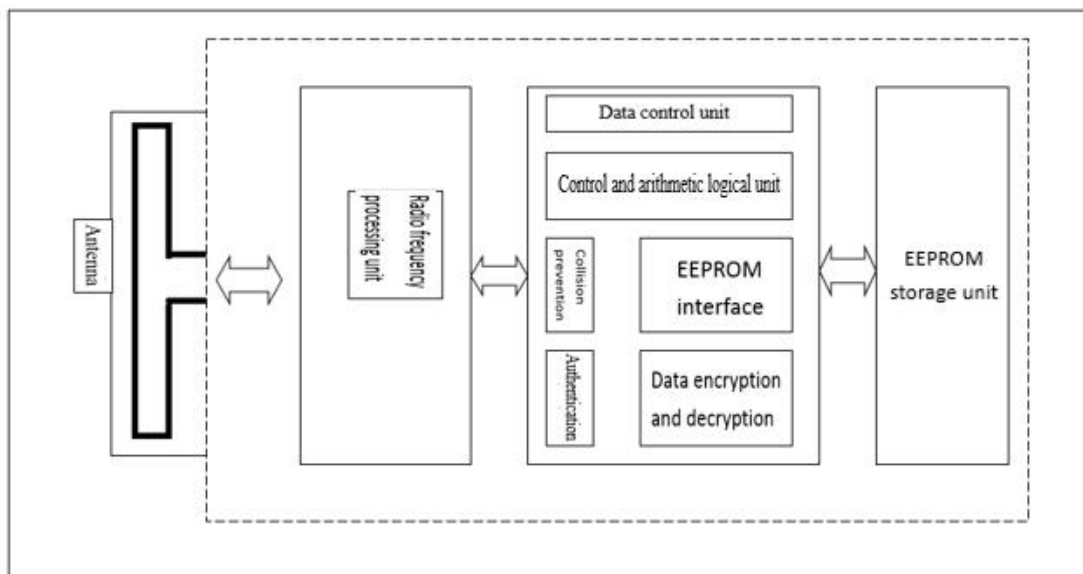 Antenna
Radio frequency
processing unit
Data control unit
Control and arithmetic logical unit
Collision
prevention
EEPROM
interface
Authentication
Data encryption
and decryption
EEPROM
storage unit